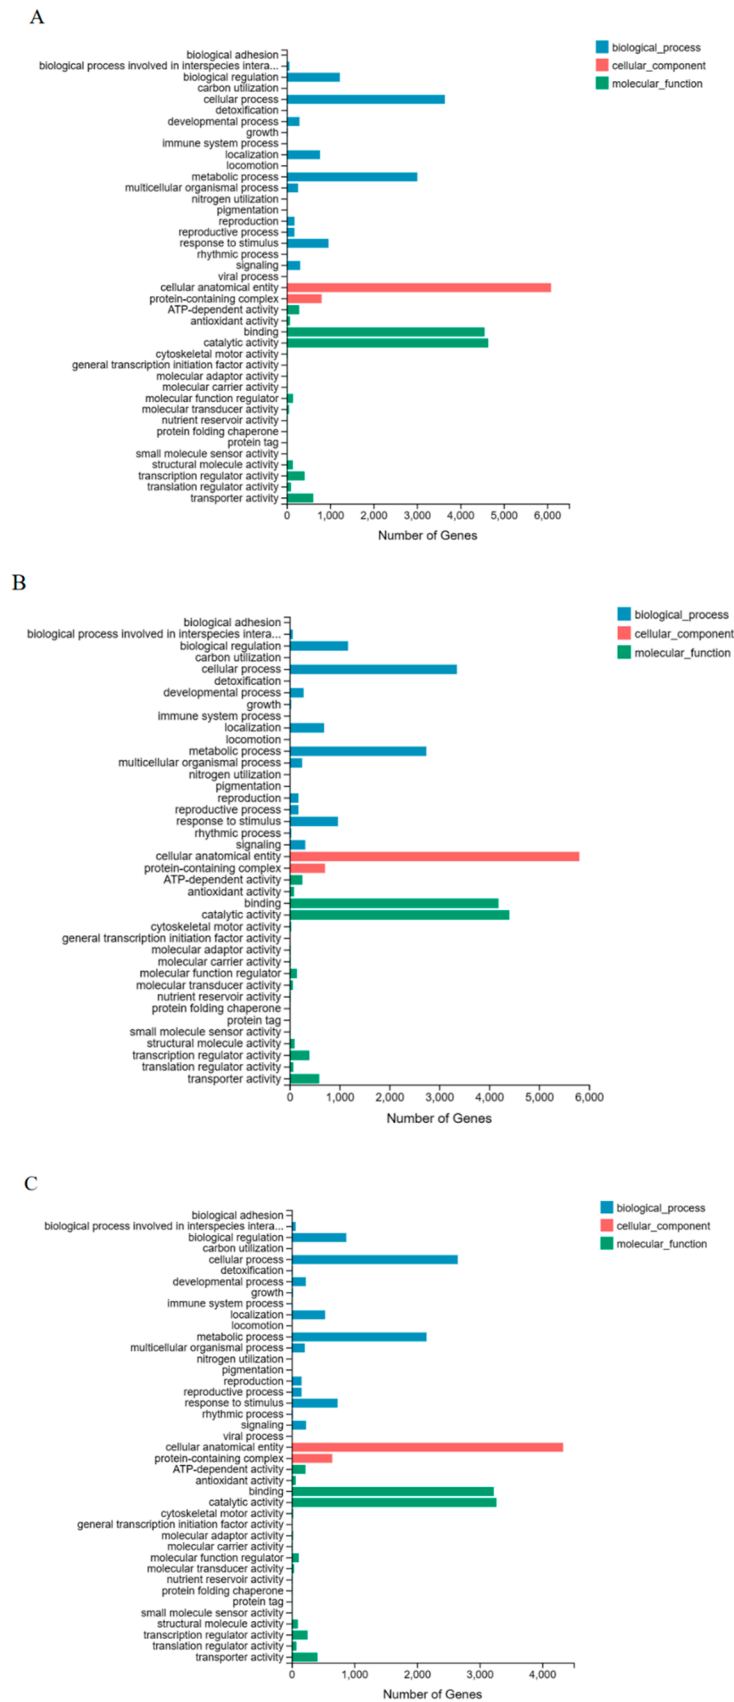 A
biological adhesion
biological process involved in interspecies intera...
biological regulation
carbon utilization
cellular process
detoxification
developmental process
growth
immune system process
localization
locomotion
metabolic process
multicellular organismal process
nitrogen utilization
pigmentation
reproduction
reproductive process
response to stimulus
rhythmic process
signaling
viral process
cellular anatomical entity
protein-containing complex
ATP-dependent activity
antioxidant activity
binding
catalytic activity
cytoskeletal motor activity
general transcription initiation factor activity
molecular adaptor activity
molecular carrier activity
molecular function regulator
molecular transducer activity
nutrient reservoir activity
protein folding chaperone
protein tag
small molecule sensor activity
structural molecule activity
transcription regulator activity
translation regulator activity
transporter activity
0 1,000 2,000 3,000 4,000 5,000 6,000
Number of Genes
biological_process
cellular_component
molecular_function
B
biological adhesion
biological process involved in interspecies intera...
biological regulation
carbon utilization
cellular process
detoxification
developmental process
growth
immune system process
localization
locomotion
metabolic process
multicellular organismal process
nitrogen utilization
pigmentation
reproduction
reproductive process
response to stimulus
rhythmic process
signaling
cellular anatomical entity
protein-containing complex
ATP-dependent activity
antioxidant activity
binding
catalytic activity
cytoskeletal motor activity
general transcription initiation factor activity
molecular adaptor activity
molecular carrier activity
molecular function regulator
molecular transducer activity
nutrient reservoir activity
protein folding chaperone
protein tag
small molecule sensor activity
structural molecule activity
transcription regulator activity
translation regulator activity
transporter activity
0 1,000 2,000 3,000 4,000 5,000 6,000
Number of Genes
biological_process
cellular_component
molecular_function
C
biological adhesion
biological process involved in interspecies intera...
biological regulation
carbon utilization
cellular process
detoxification
developmental process
growth
immune system process
localization
locomotion
metabolic process
multicellular organismal process
nitrogen utilization
pigmentation
reproduction
reproductive process
response to stimulus
rhythmic process
signaling
viral process
cellular anatomical entity
protein-containing complex
ATP-dependent activity
antioxidant activity
binding
catalytic activity
cytoskeletal motor activity
general transcription initiation factor activity
molecular adaptor activity
molecular carrier activity
molecular function regulator
molecular transducer activity
nutrient reservoir activity
protein folding chaperone
protein tag
small molecule sensor activity
structural molecule activity
transcription regulator activity
translation regulator activity
transporter activity
0 1,000 2,000 3,000 4,000
Number of Genes
biological_process
cellular_component
molecular_function